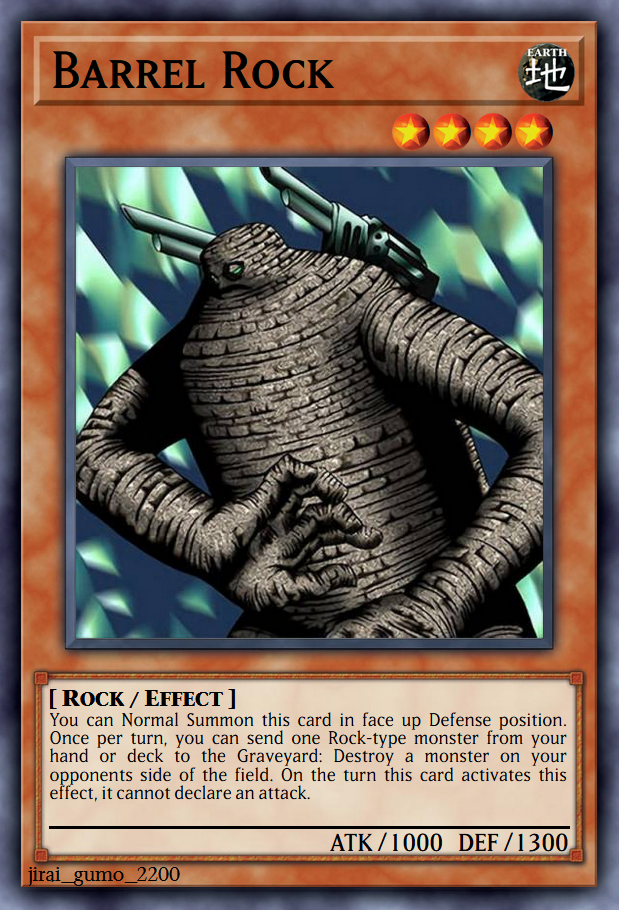 Barrel Rock
EARTH
地
[ Rock / Effect ]
You can Normal Summon this card in face up Defense position.
Once per turn, you can send one Rock-type monster from your
hand or deck to the Graveyard: Destroy a monster on your
opponents side of the field. On the turn this card activates this
effect, it cannot declare an attack.
ATK / 1000 DEF / 1300
jirai_gumo_2200